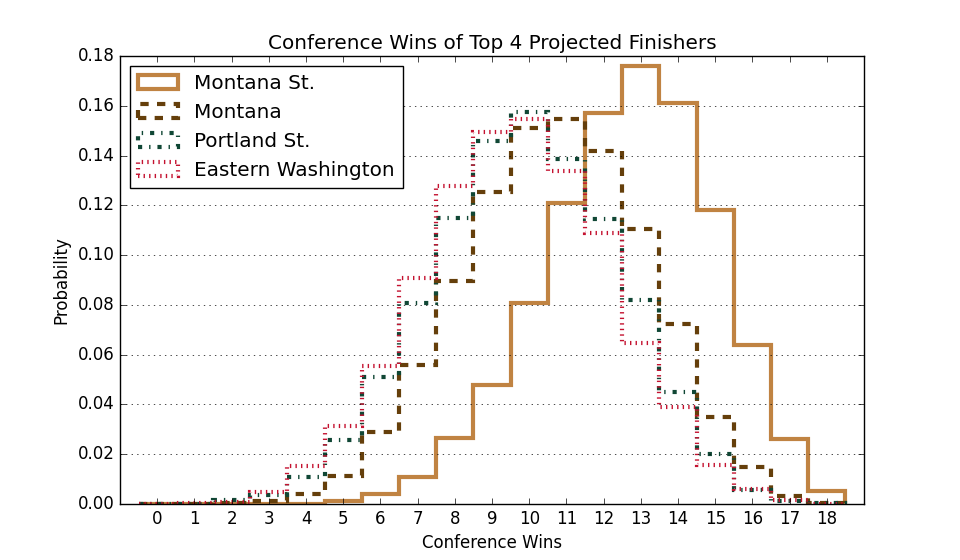 Conference Wins of Top 4 Projected Finishers
Montana St.
Montana
Portland St.
Eastern Washington
Probability
0.18
0.16
0.14
0.12
0.10
0.08
0.06
0.04
0.02
0.00
0 1 2 3 4 5 6 7 8 9 10 11 12 13 14 15 16 17 18
Conference Wins